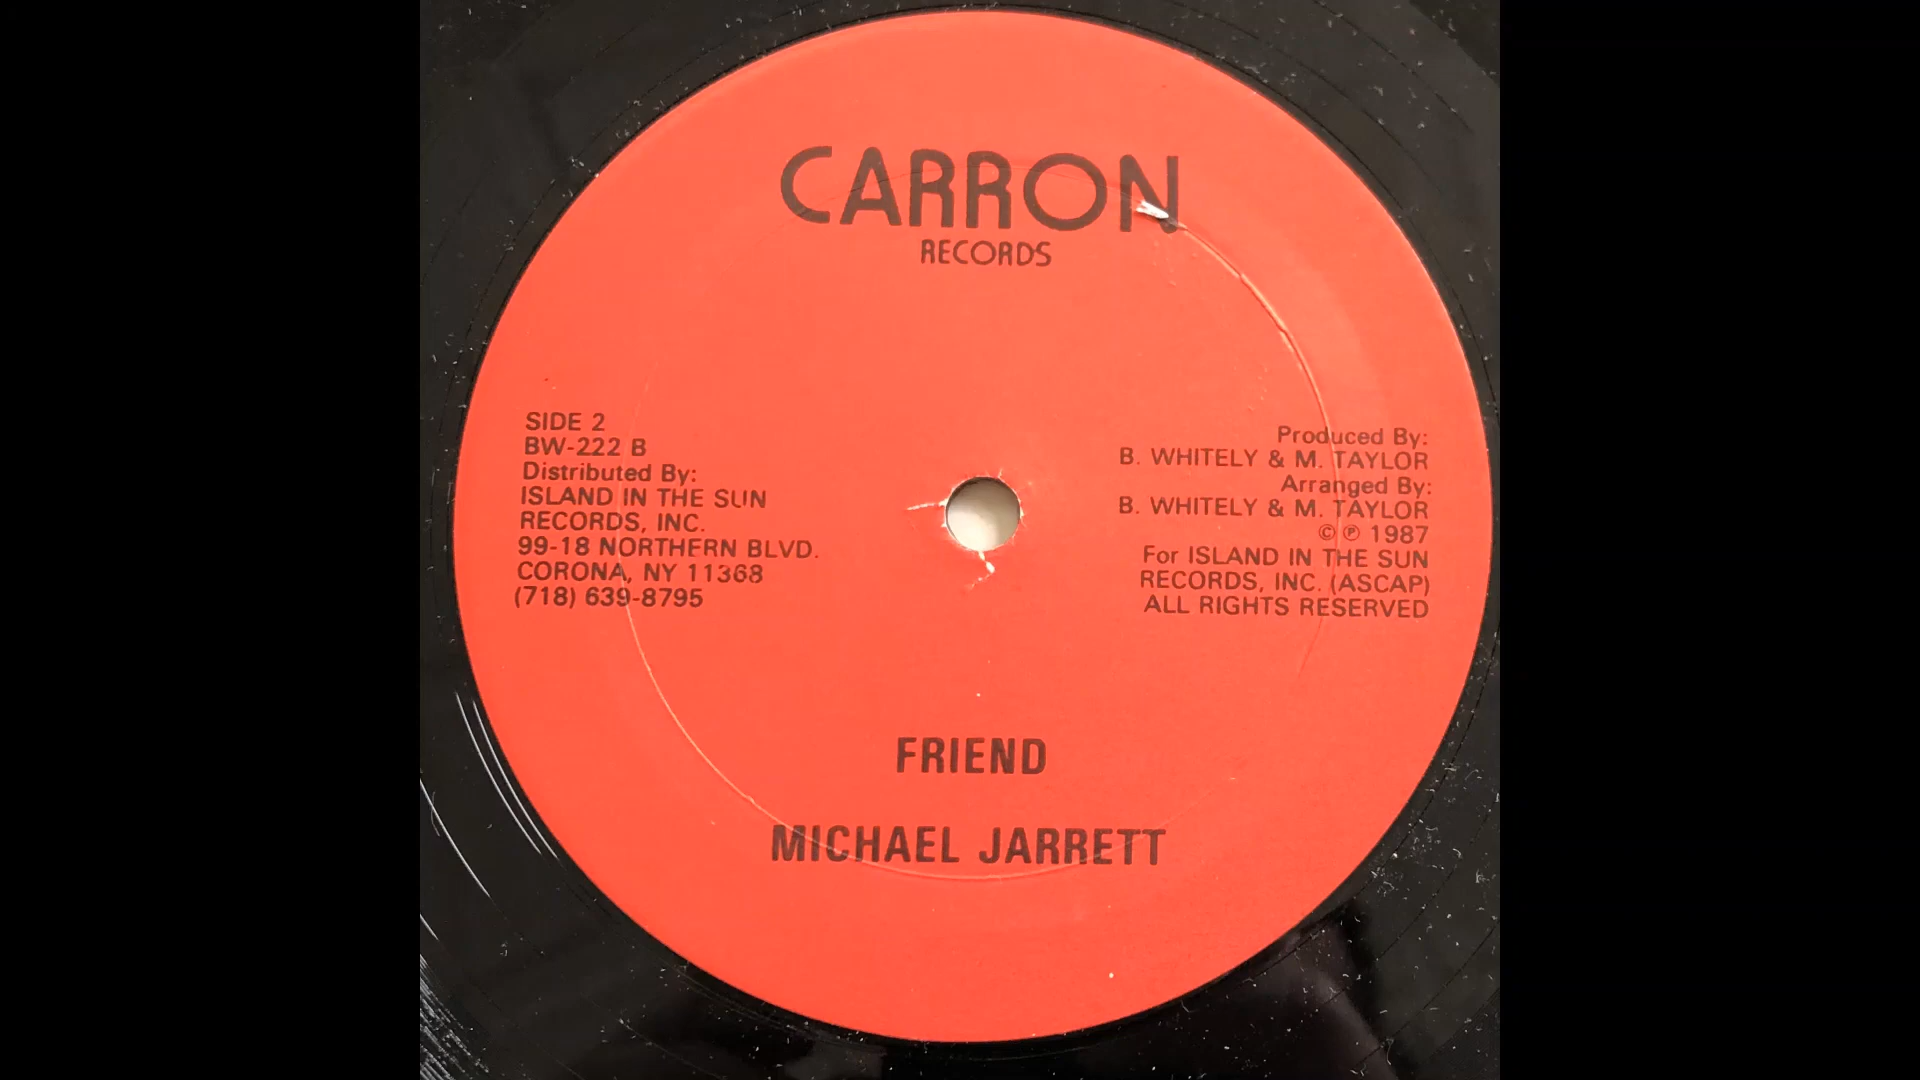 CARRON
RECORDS
SIDE 2
BW-222 B
Distributed By:
ISLAND IN THE SUN
RECORDS, INC.
99-18 NORTHERN BLVD.
CORONA, NY 11368
(718) 639-8795
Produced By:
B. WHITELY & M. TAYLOR
Arranged By:
B. WHITELY & M. TAYLOR
© ℗ 1987
For ISLAND IN THE SUN
RECORDS, INC. (ASCAP)
ALL RIGHTS RESERVED
FRIEND
MICHAEL JARRETT